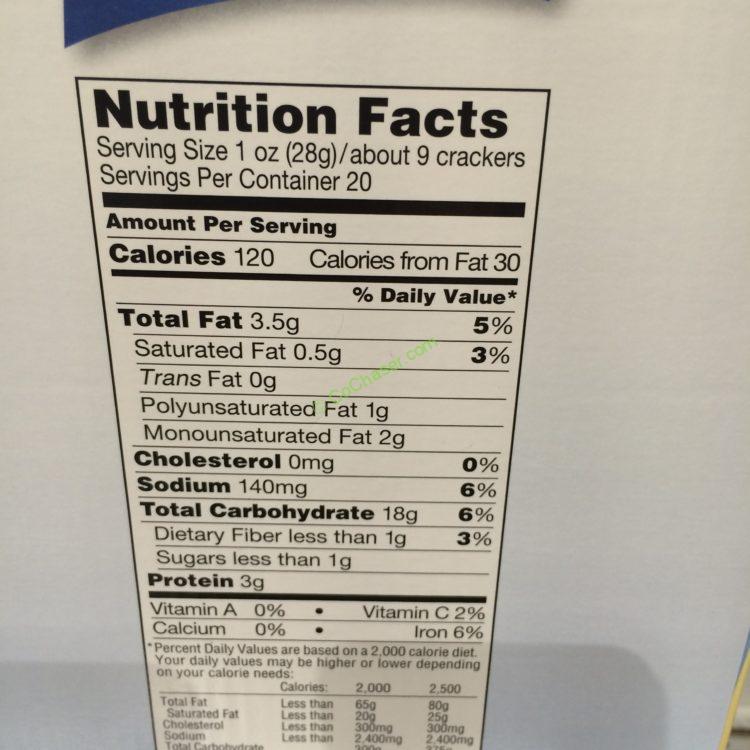 Nutrition Facts
Serving Size 1 oz (28g)/about 9 crackers
Servings Per Container 20
Amount Per Serving
Calories 120 Calories from Fat 30
% Daily Value*
Total Fat 3.5g 5%
Saturated Fat 0.5g 3%
Trans Fat 0g
Polyunsaturated Fat 1g
Monounsaturated Fat 2g
Cholesterol 0mg 0%
Sodium 140mg 6%
Total Carbohydrate 18g 6%
Dietary Fiber less than 1g 3%
Sugars less than 1g
Protein 3g
Vitamin A 0% • Vitamin C 2%
Calcium 0% • Iron 6%
*Percent Daily Values are based on a 2,000 calorie diet.
Your daily values may be higher or lower depending
on your calorie needs:
Calories: 2,000 2,500
Total Fat Less than 65g 80g
Saturated Fat Less than 20g 25g
Cholesterol Less than 300mg 300mg
Sodium Less than 2,400mg 2,400mg
Total Carbohydrate 300g 375g
CoChaser.com